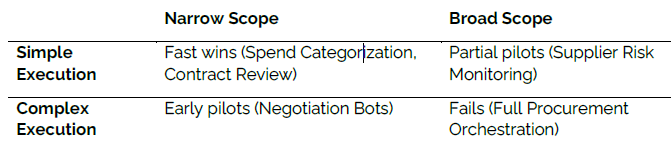 Narrow Scope Broad Scope
Simple Execution Fast wins (Spend Categorization, Contract Review) Partial pilots (Supplier Risk Monitoring)
Complex Execution Early pilots (Negotiation Bots) Fails (Full Procurement Orchestration)